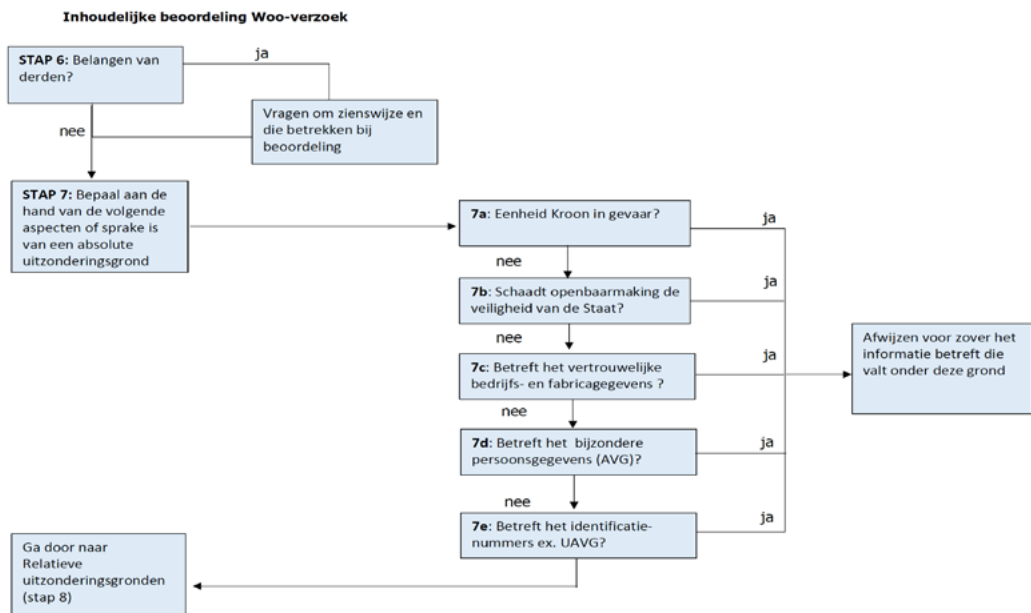 Inhoudelijke beoordeling Woo-verzoek
STAP 6: Belangen van
derden?
ja
Vragen om zienswijze en
die betrekken bij
beoordeling
nee
STAP 7: Bepaal aan de
hand van de volgende
aspecten of sprake is
van een absolute
uitzonderingsgrond
7a: Eenheid Kroon in gevaar?
ja
nee
7b: Schaadt openbaarmaking de
veiligheid van de Staat?
ja
nee
7c: Betreft het vertrouwelijke
bedrijfs- en fabricagegevens ?
ja
Afwijzen voor zover het
informatie betreft die
valt onder deze grond
nee
7d: Betreft het bijzondere
persoonsgegevens (AVG)?
ja
nee
7e: Betreft het identificatie-
nummers ex. UAVG?
ja
Ga door naar
Relatieve
uitzonderingsgronden
(stap 8)